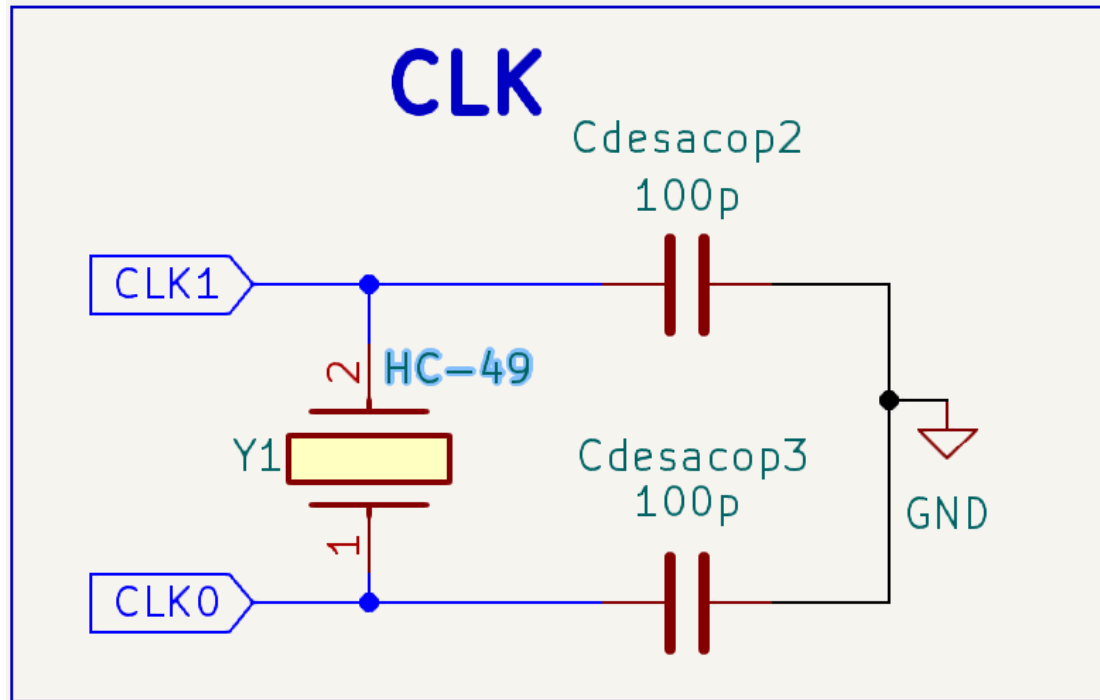 CLK
Cdesacop2
100p
CLK1
2
HC-49
Y1
Cdesacop3
100p
GND
1
CLK0